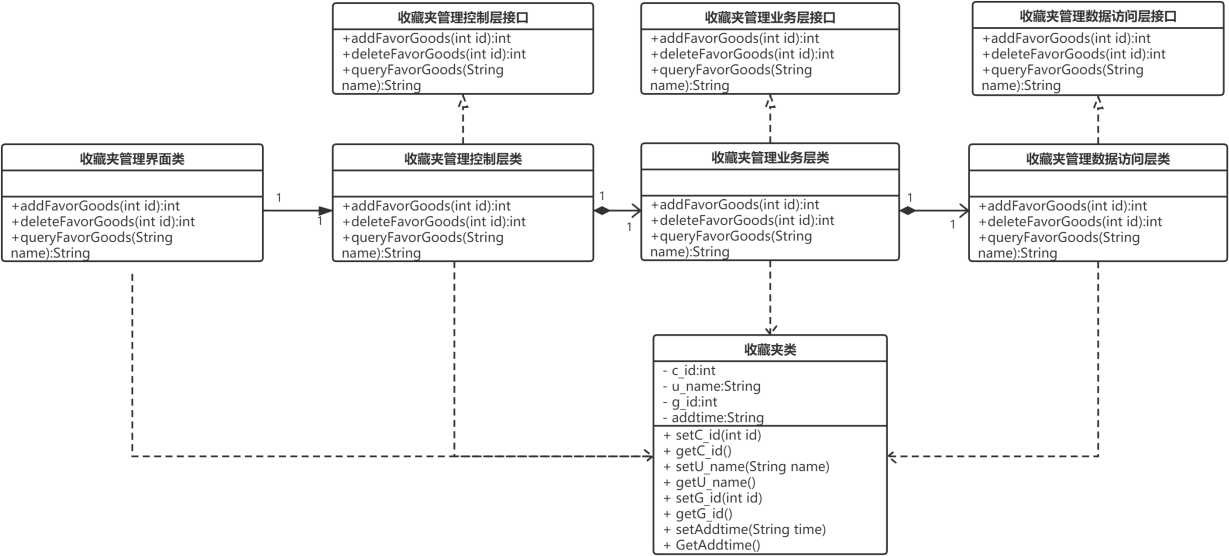 收藏夹管理控制层接口
+addFavorGoods(int id):int
+deleteFavorGoods(int id):int
+queryFavorGoods(String
name):String
收藏夹管理业务层接口
+addFavorGoods(int id):int
+deleteFavorGoods(int id):int
+queryFavorGoods(String
name):String
收藏夹管理数据访问层接口
+addFavorGoods(int id):int
+deleteFavorGoods(int id):int
+queryFavorGoods(String
name):String
收藏夹管理界面类
+addFavorGoods(int id):int
+deleteFavorGoods(int id):int
+queryFavorGoods(String
name):String
1
1
收藏夹管理控制层类
+addFavorGoods(int id):int
+deleteFavorGoods(int id):int
+queryFavorGoods(String
name):String
1
1
收藏夹管理业务层类
+addFavorGoods(int id):int
+deleteFavorGoods(int id):int
+queryFavorGoods(String
name):String
1
1
收藏夹管理数据访问层类
+addFavorGoods(int id):int
+deleteFavorGoods(int id):int
+queryFavorGoods(String
name):String
收藏夹类
- c_id:int
- u_name:String
- g_id:int
- addtime:String
+ setC_id(int id)
+ getC_id()
+ setU_name(String name)
+ getU_name()
+ setG_id(int id)
+ getG_id()
+ setAddtime(String time)
+ GetAddtime()